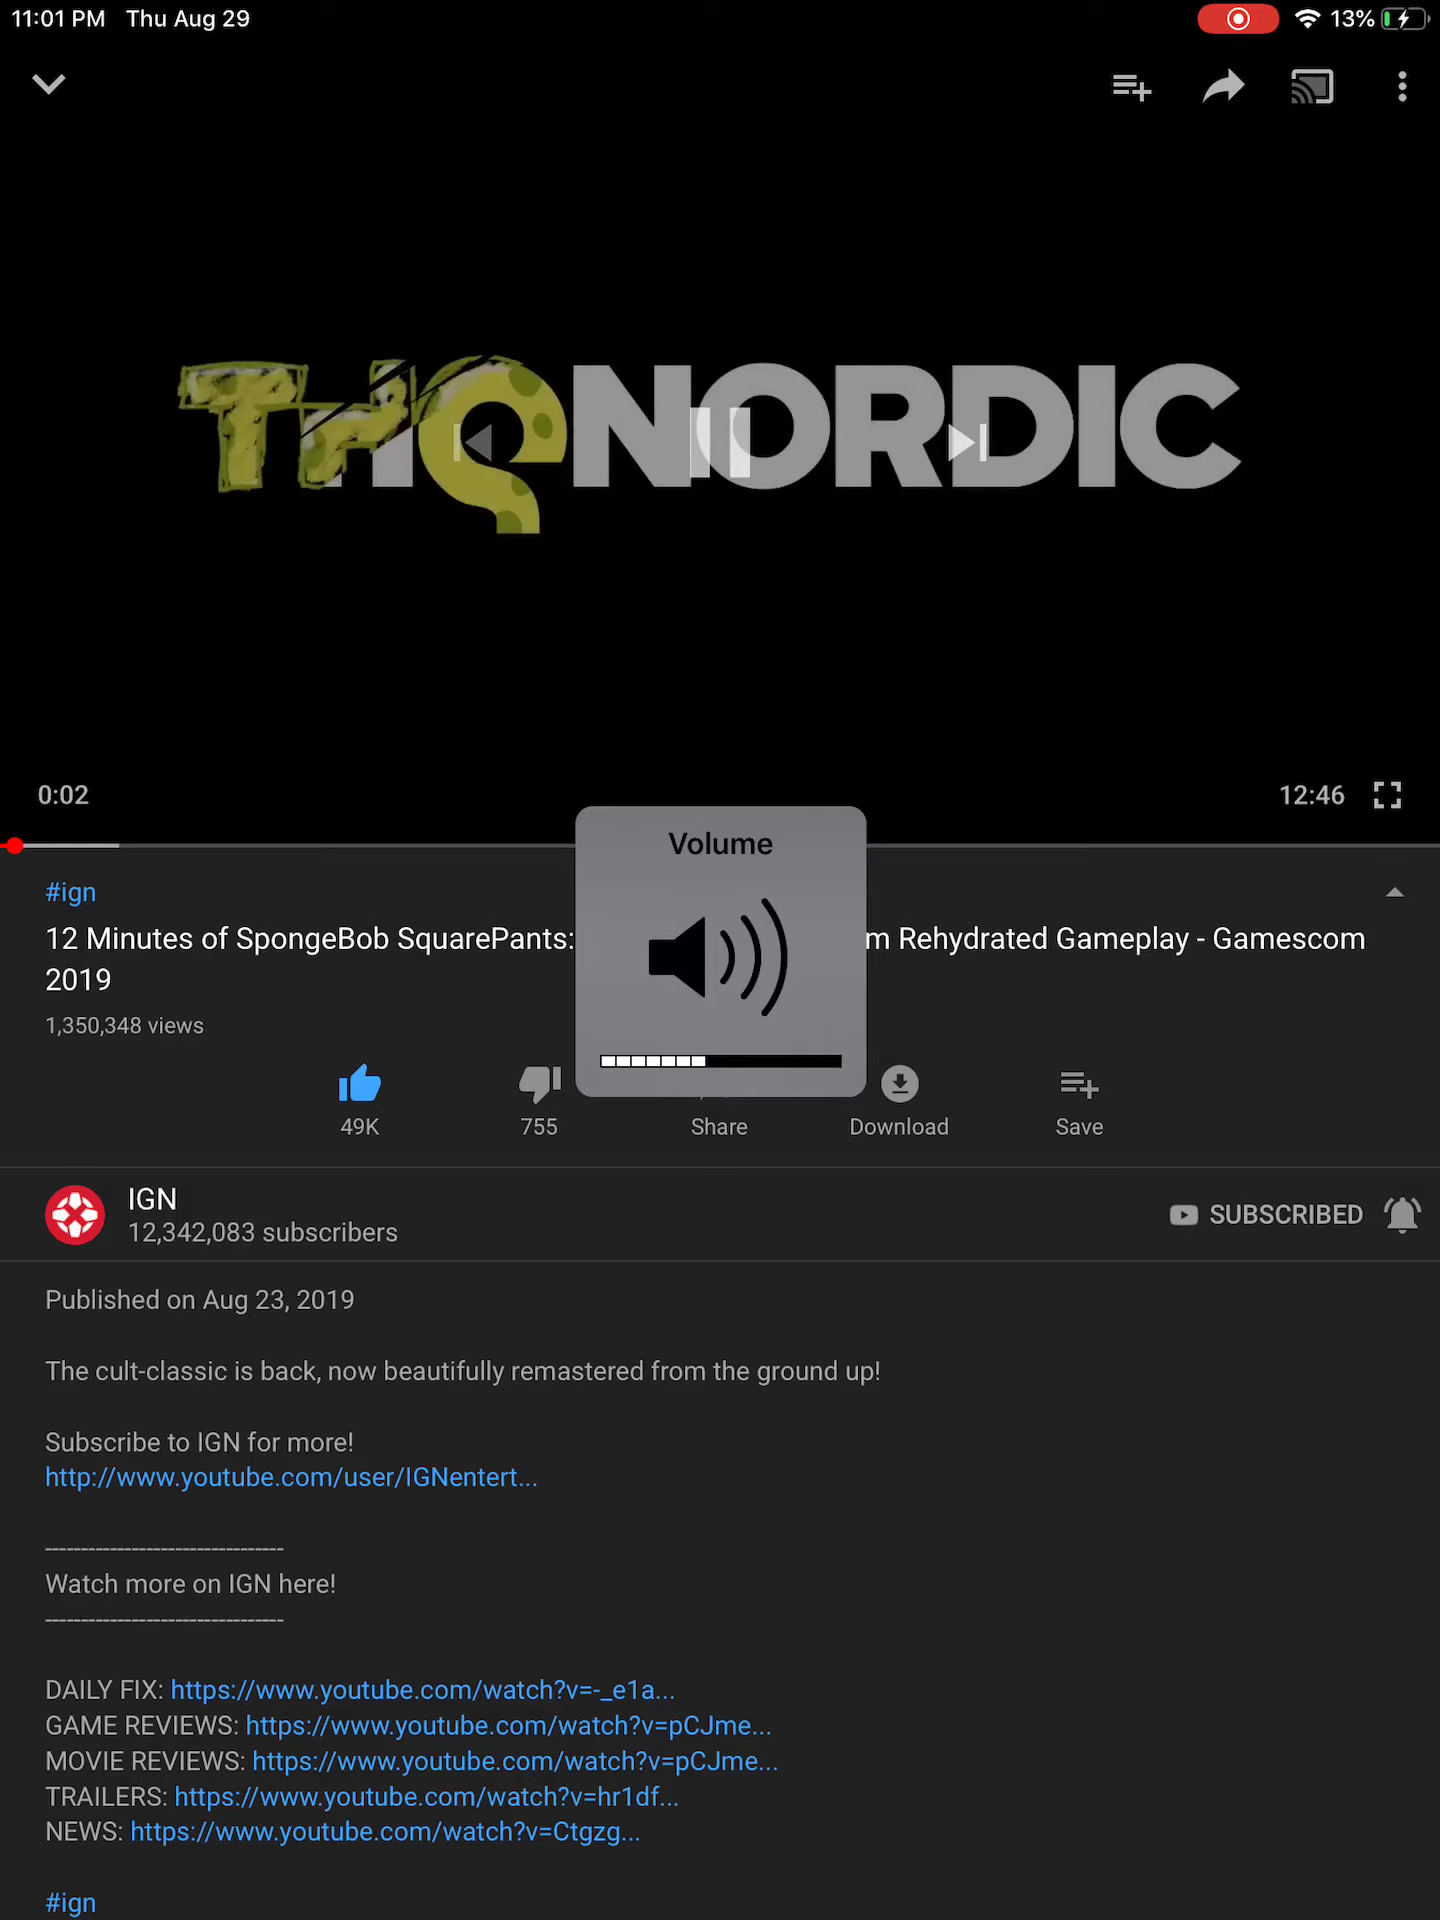 11:01 PM Thu Aug 29
13%
THQNORDIC
0:02
12:46
Volume
#ign
12 Minutes of SpongeBob SquarePants: m Rehydrated Gameplay - Gamescom
2019
1,350,348 views
49K
755
Share
Download
Save
IGN
12,342,083 subscribers
SUBSCRIBED
Published on Aug 23, 2019
The cult-classic is back, now beautifully remastered from the ground up!
Subscribe to IGN for more!
http://www.youtube.com/user/IGNentert...
----------------------------------
Watch more on IGN here!
----------------------------------
DAILY FIX: https://www.youtube.com/watch?v=-_e1a...
GAME REVIEWS: https://www.youtube.com/watch?v=pCJme...
MOVIE REVIEWS: https://www.youtube.com/watch?v=pCJme...
TRAILERS: https://www.youtube.com/watch?v=hr1df...
NEWS: https://www.youtube.com/watch?v=Ctgzg...
#ign